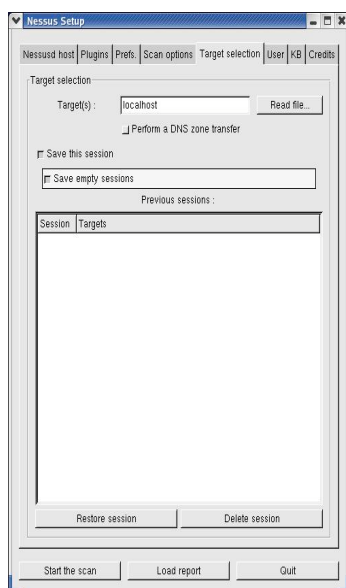 Nessus Setup
Nessusd host Plugins Prefs. Scan options Target selection User KB Credits
Target selection
Target(s) : localhost Read file...
Perform a DNS zone transfer
Save this session
Save empty sessions
Previous sessions :
Session Targets
Restore session Delete session
Start the scan Load report Quit